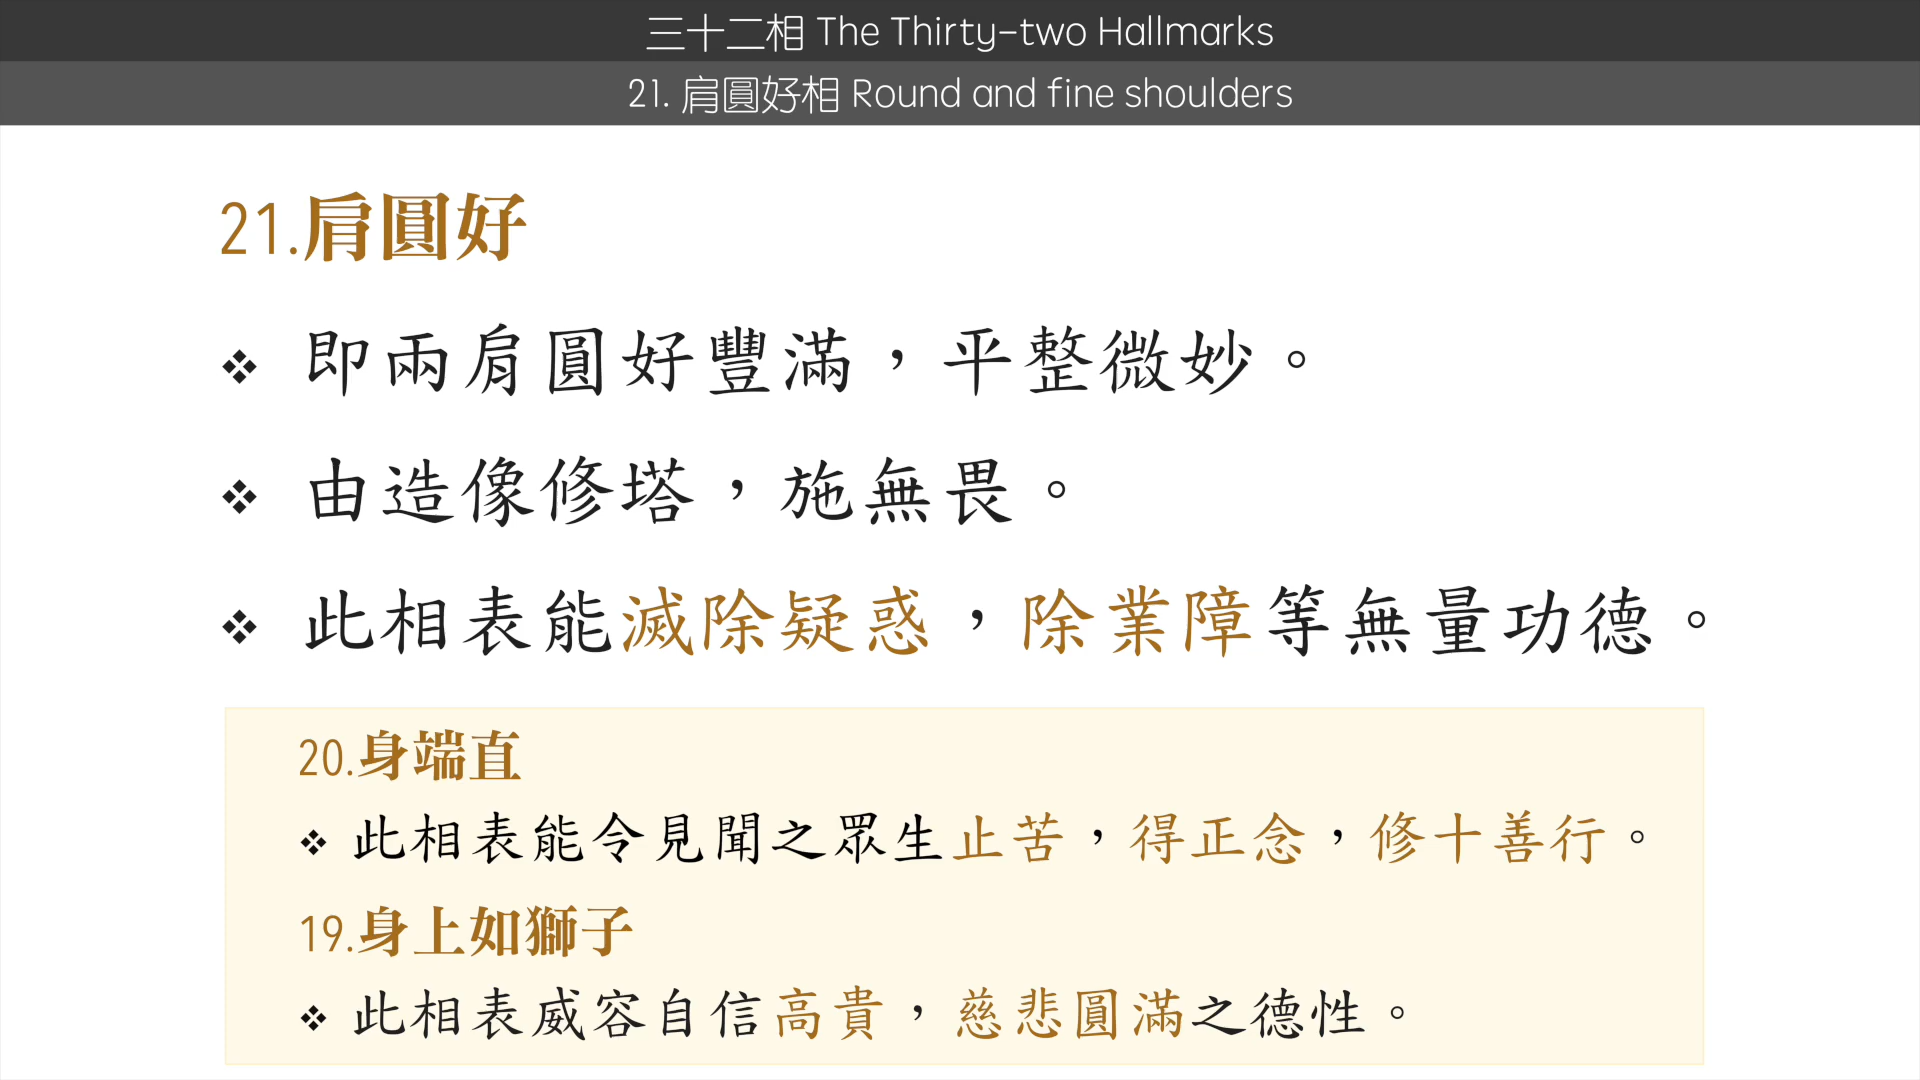 三十二相 The Thirty-two Hallmarks
21. 肩圓好相 Round and fine shoulders
21.肩圓好
❖ 即兩肩圓好豐滿，平整微妙。
❖ 由造像修塔，施無畏。
❖ 此相表能滅除疑惑，除業障等無量功德。
20.身端直
❖ 此相表能令見聞之眾生止苦，得正念，修十善行。
19.身上如獅子
❖ 此相表威容自信高貴，慈悲圓滿之德性。